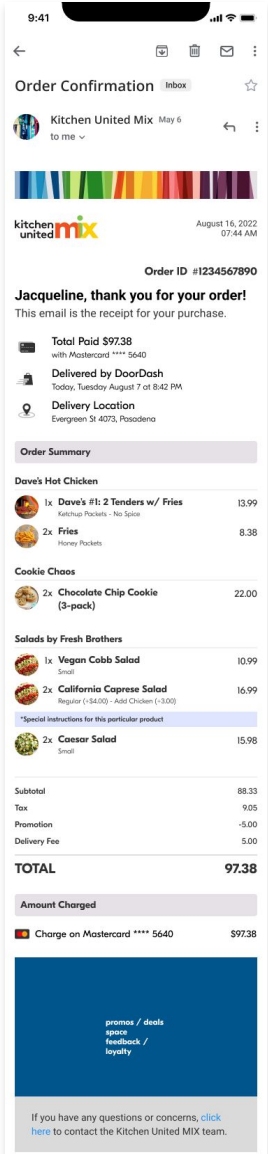 9:41
Order Confirmation Inbox
Kitchen United Mix May 6
to me
kitchen united mix
August 16, 2022
07:44 AM
Order ID #1234567890
Jacqueline, thank you for your order!
This email is the receipt for your purchase.
Total Paid $97.38
with Mastercard **** 5640
Delivered by DoorDash
Today, Tuesday August 7 at 8:42 PM
Delivery Location
Evergreen St 4073, Pasadena
Order Summary
Dave's Hot Chicken
1x Dave's #1: 2 Tenders w/ Fries 13.99
Ketchup Packets - No Spice
2x Fries 8.38
Honey Packets
Cookie Chaos
2x Chocolate Chip Cookie 22.00
(3-pack)
Salads by Fresh Brothers
1x Vegan Cobb Salad 10.99
Small
2x California Caprese Salad 16.99
Regular (+$4.00) - Add Chicken (+3.00)
*Special instructions for this particular product
2x Caesar Salad 15.98
Small
Subtotal 88.33
Tax 9.05
Promotion -5.00
Delivery Fee 5.00
TOTAL 97.38
Amount Charged
Charge on Mastercard **** 5640 $97.38
promos / deals
space
feedback /
loyalty
If you have any questions or concerns, click
here to contact the Kitchen United MIX team.